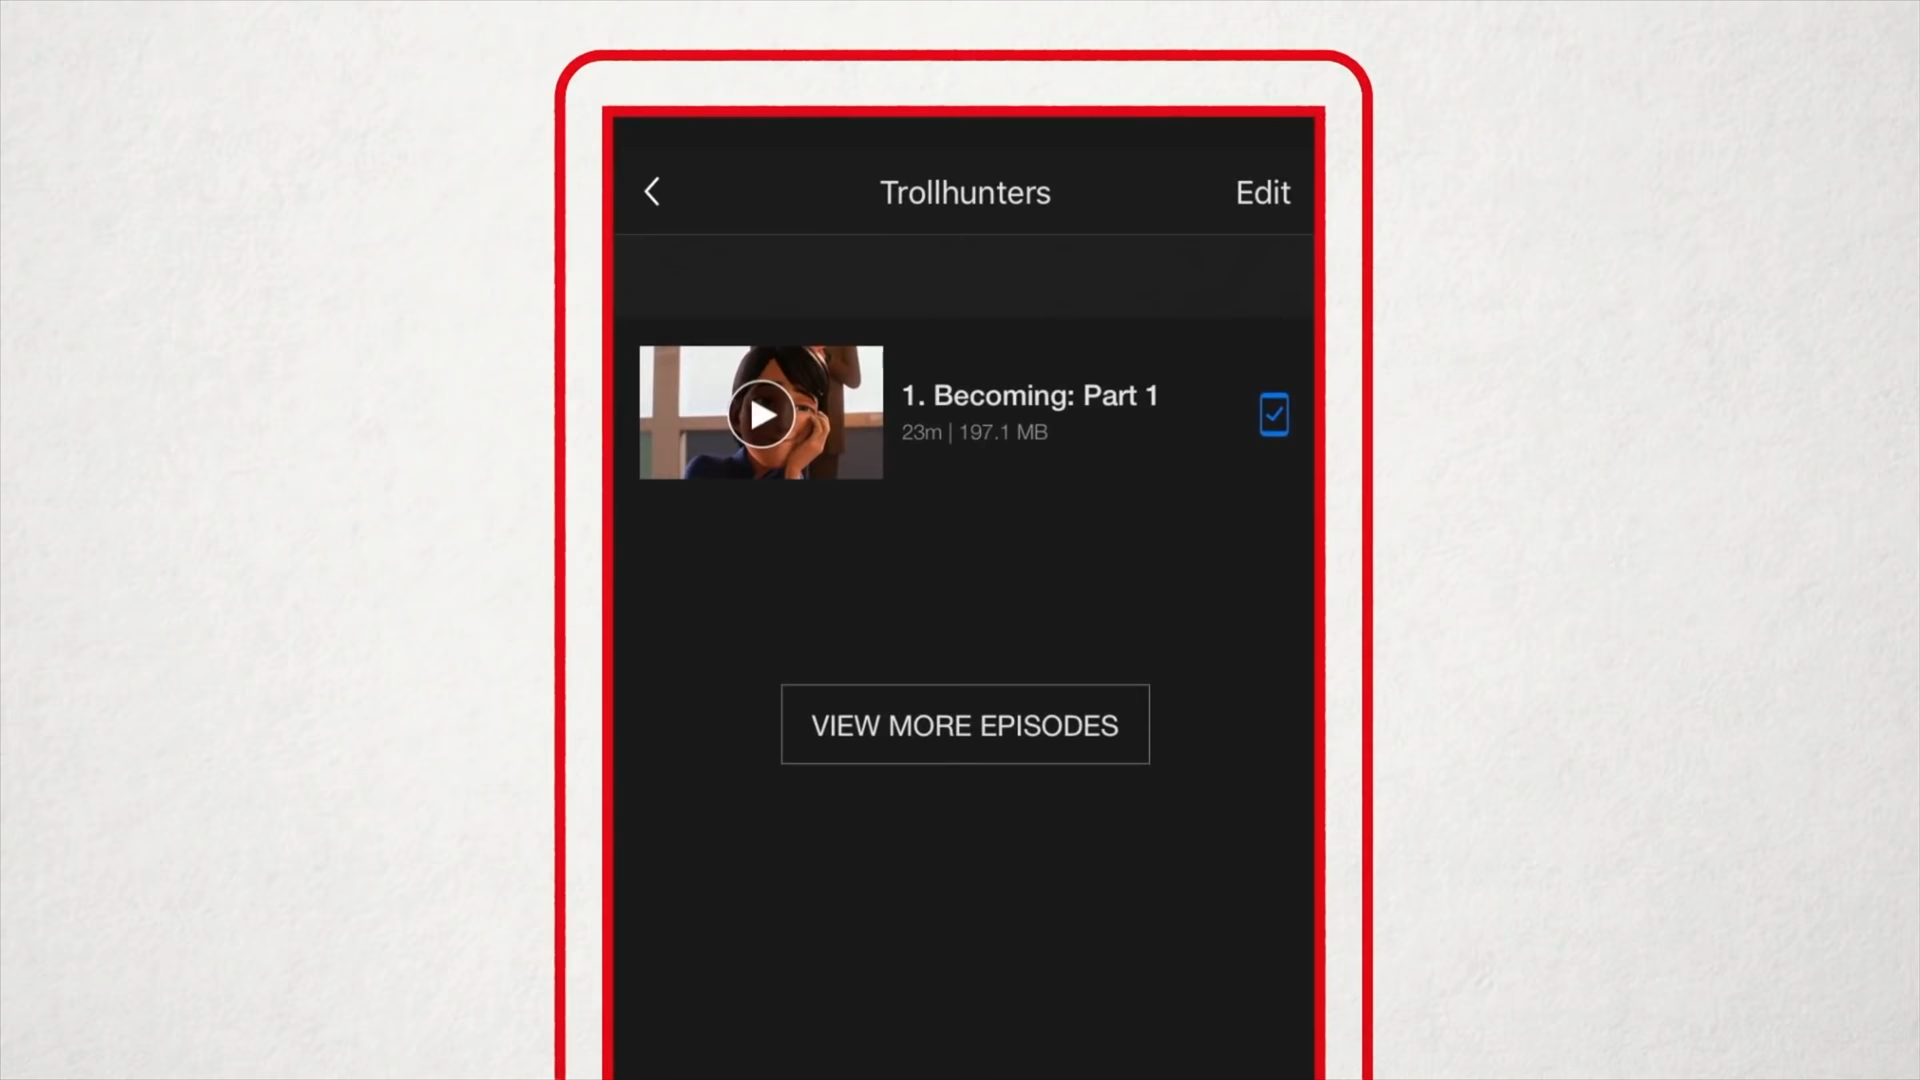 Trollhunters
Edit
1. Becoming: Part 1
23m | 197.1 MB
VIEW MORE EPISODES